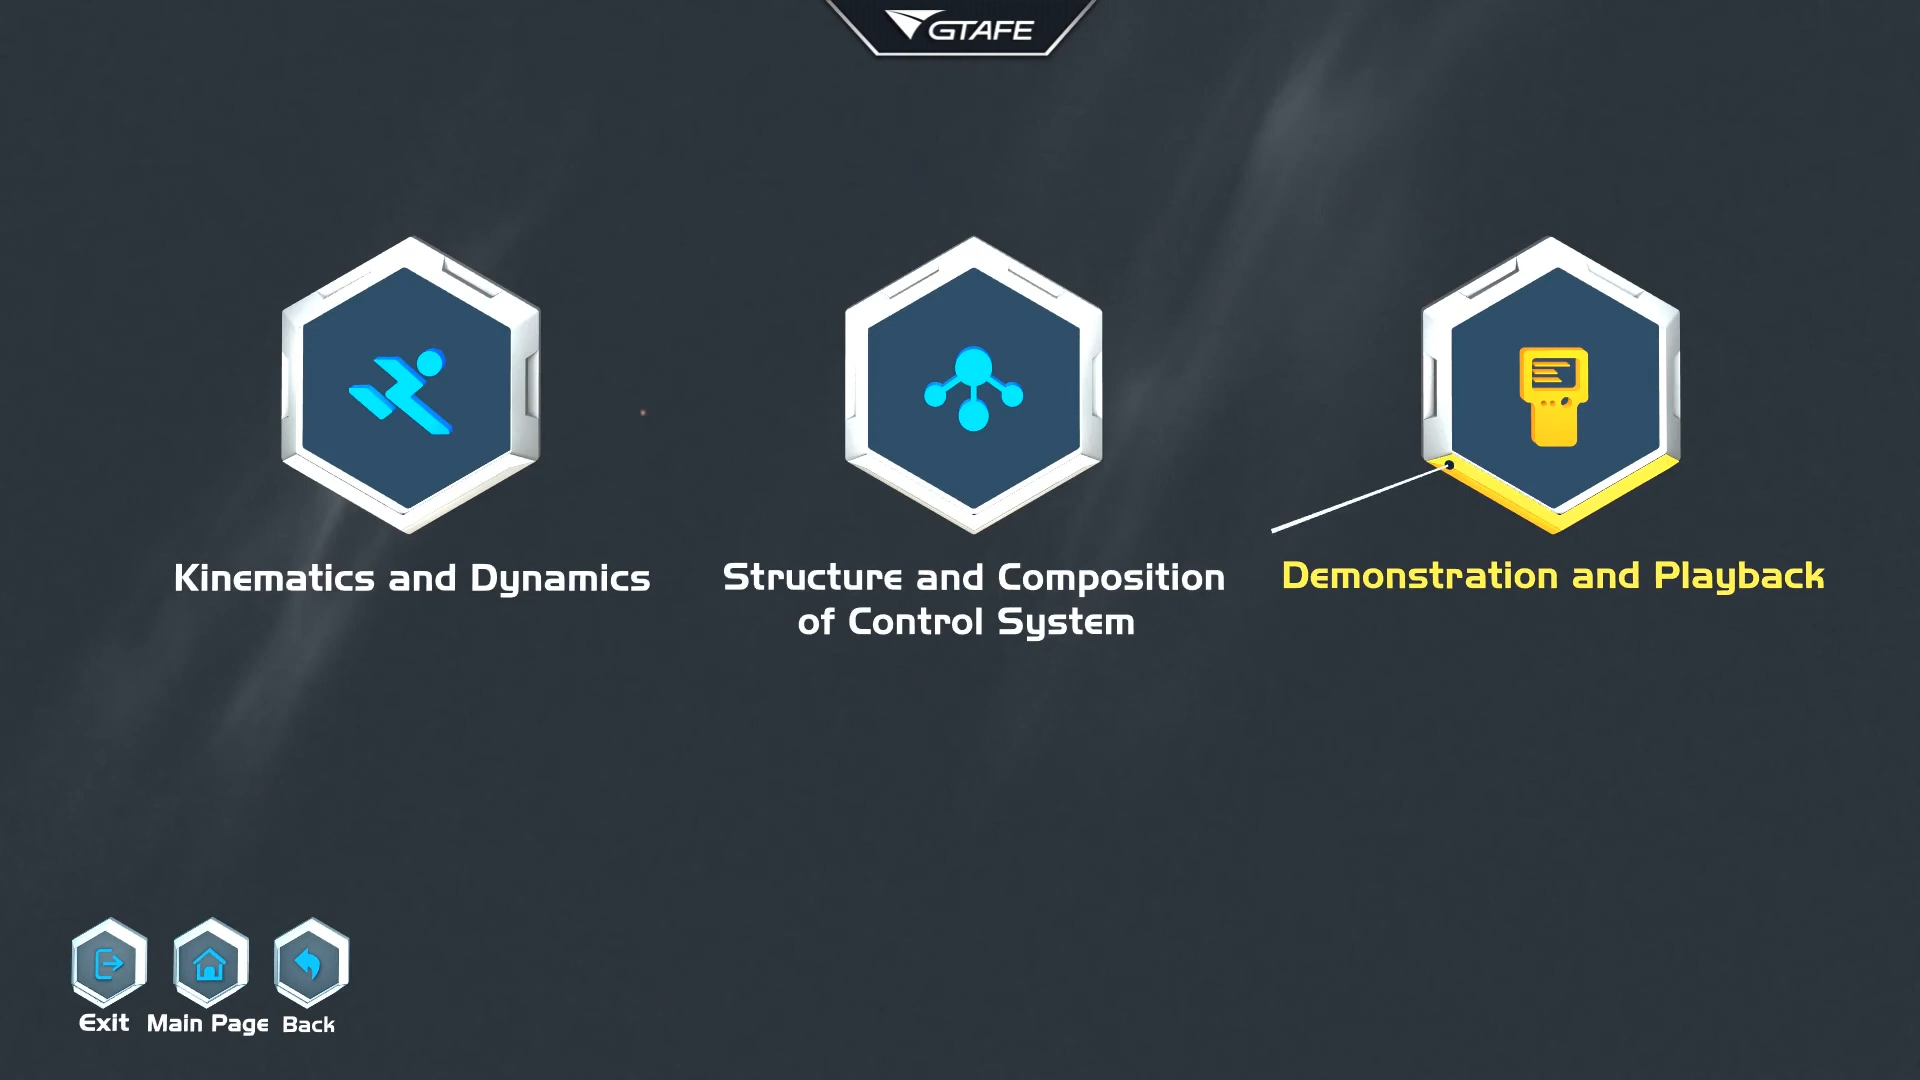 GTAFE
Kinematics and Dynamics
Structure and Composition
of Control System
Demonstration and Playback
Exit
Main Page
Back